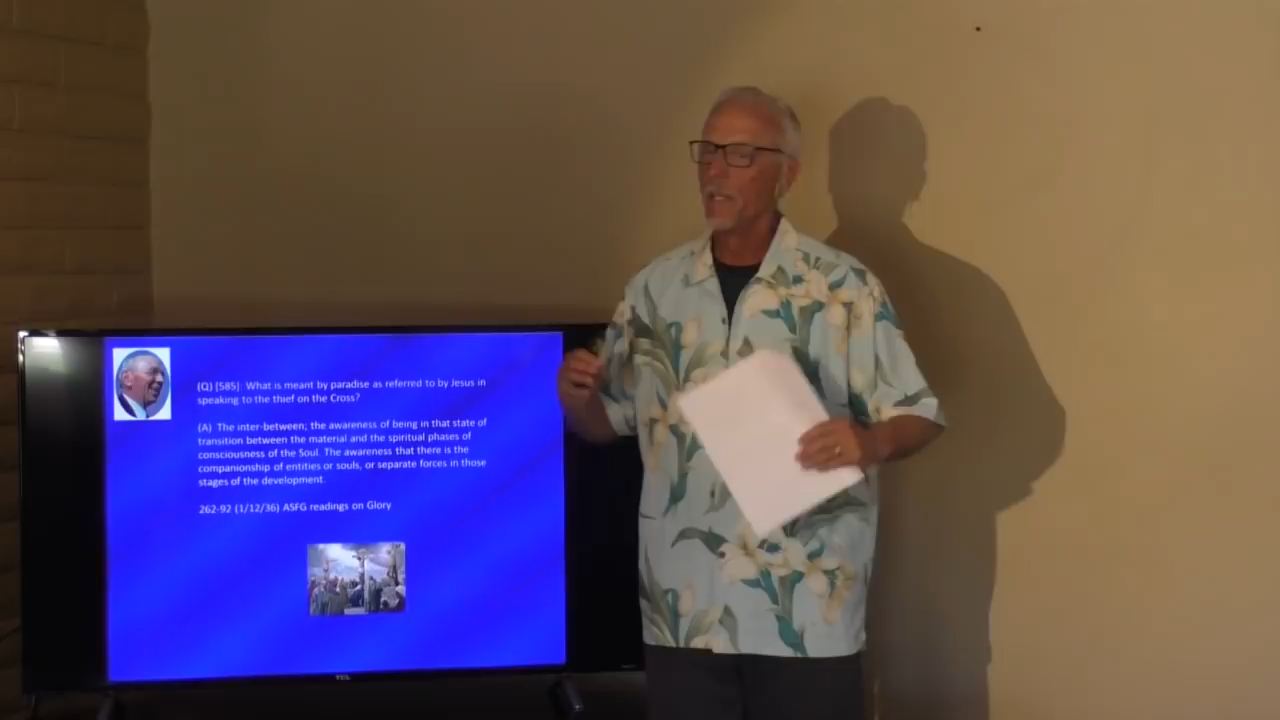 (Q) [585]: What is meant by paradise as referred to by Jesus in
speaking to the thief on the Cross?
(A) The inter-between; the awareness of being in that state of
transition between the material and the spiritual phases of
consciousness of the Soul. The awareness that there is the
companionship of entities or souls, or separate forces in those
stages of the development.
262-92 (1/12/36) ASFG readings on Glory
TCL